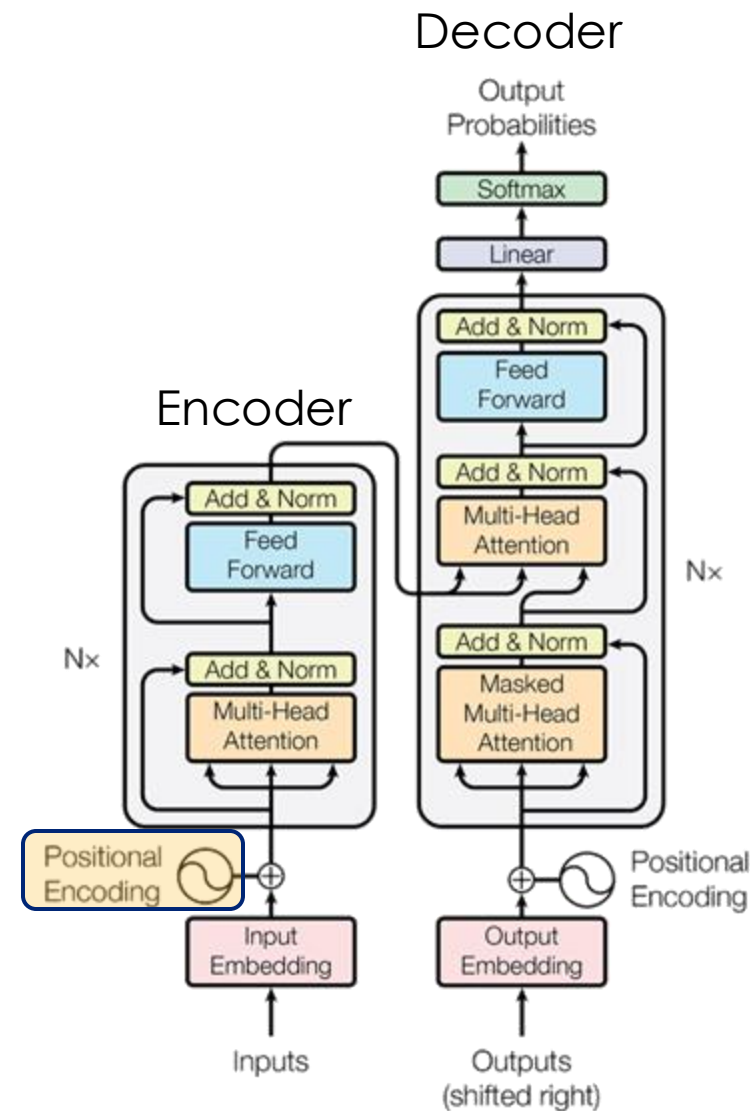 Decoder
Output
Probabilities
Softmax
Linear
Add & Norm
Feed
Forward
Add & Norm
Multi-Head
Attention
Nx
Add & Norm
Masked
Multi-Head
Attention
Positional
Encoding
Output
Embedding
Outputs
(shifted right)
Encoder
Add & Norm
Feed
Forward
Nx
Add & Norm
Multi-Head
Attention
Positional
Encoding
Input
Embedding
Inputs